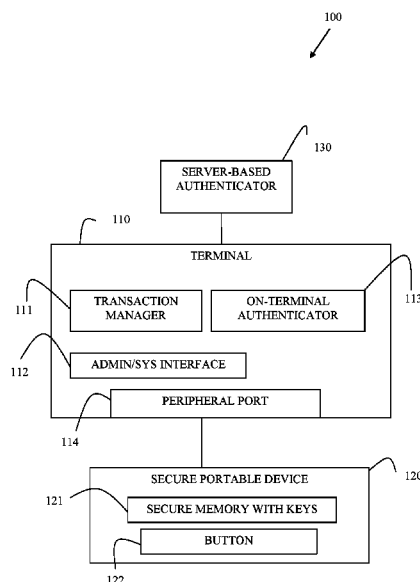 100
130
SERVER-BASED
AUTHENTICATOR
110
TERMINAL
111
TRANSACTION
MANAGER
ON-TERMINAL
AUTHENTICATOR
113
112
ADMIN/SYS INTERFACE
PERIPHERAL PORT
114
SECURE PORTABLE DEVICE
120
121
SECURE MEMORY WITH KEYS
BUTTON
122